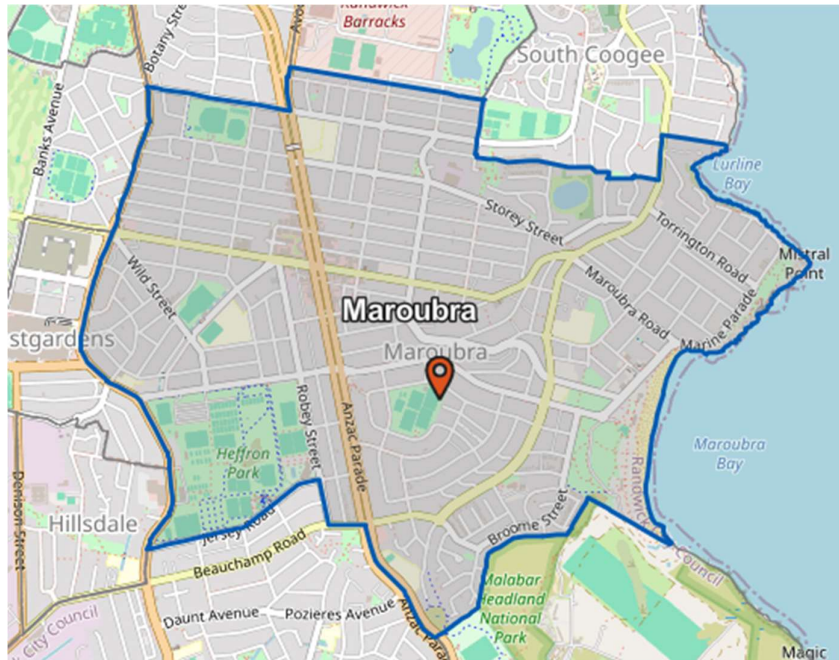 Randwick
Barracks
Botany Street
South Coogee
Banks Avenue
Lurline
Bay
Storey Street
Torrington Road
Mistral
Point
Wild Street
Maroubra Road
Maroubra
Marine Parade
Maroubra
stgardens
Robey Street
Anzac Parade
Heffron
Park
Maroubra
Bay
Randwick
Council
Denison Street
Hillsdale
Jersey Road
Broome Street
Beauchamp Road
Malabar
Headland
National
Park
Daunt Avenue
Pozieres Avenue
Anzac Para
City Council
Magic